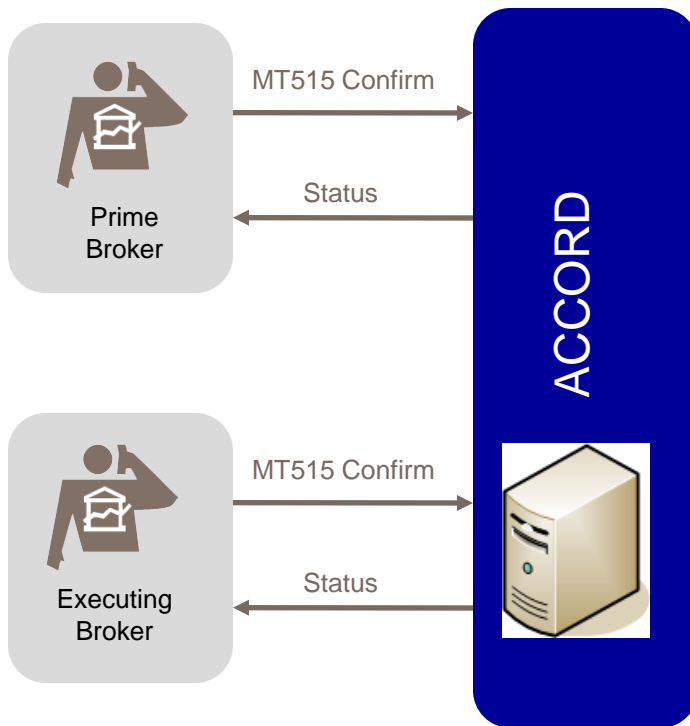 MT515 Confirm
Status
Prime
Broker
ACCORD
MT515 Confirm
Status
Executing
Broker